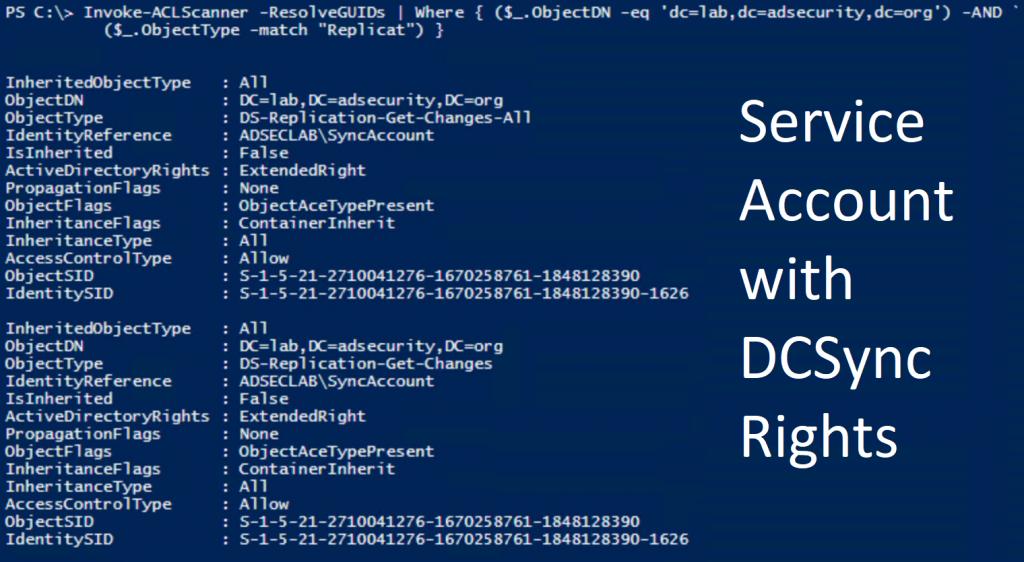 PS C:\> Invoke-ACLScanner -ResolveGUIDs | Where { ($_.ObjectDN -eq 'dc=lab,dc=adsecurity,dc=org') -AND `
($_.ObjectType -match "Replicat") }
InheritedObjectType : All
ObjectDN : DC=lab,DC=adsecurity,DC=org
ObjectType : DS-Replication-Get-Changes-All
IdentityReference : ADSECLAB\SyncAccount
IsInherited : False
ActiveDirectoryRights : ExtendedRight
PropagationFlags : None
ObjectFlags : ObjectAceTypePresent
InheritanceFlags : ContainerInherit
InheritanceType : All
AccessControlType : Allow
ObjectSID : S-1-5-21-2710041276-1670258761-1848128390
IdentitySID : S-1-5-21-2710041276-1670258761-1848128390-1626
InheritedObjectType : All
ObjectDN : DC=lab,DC=adsecurity,DC=org
ObjectType : DS-Replication-Get-Changes
IdentityReference : ADSECLAB\SyncAccount
IsInherited : False
ActiveDirectoryRights : ExtendedRight
PropagationFlags : None
ObjectFlags : ObjectAceTypePresent
InheritanceFlags : ContainerInherit
InheritanceType : All
AccessControlType : Allow
ObjectSID : S-1-5-21-2710041276-1670258761-1848128390
IdentitySID : S-1-5-21-2710041276-1670258761-1848128390-1626
Service
Account
with
DCSync
Rights